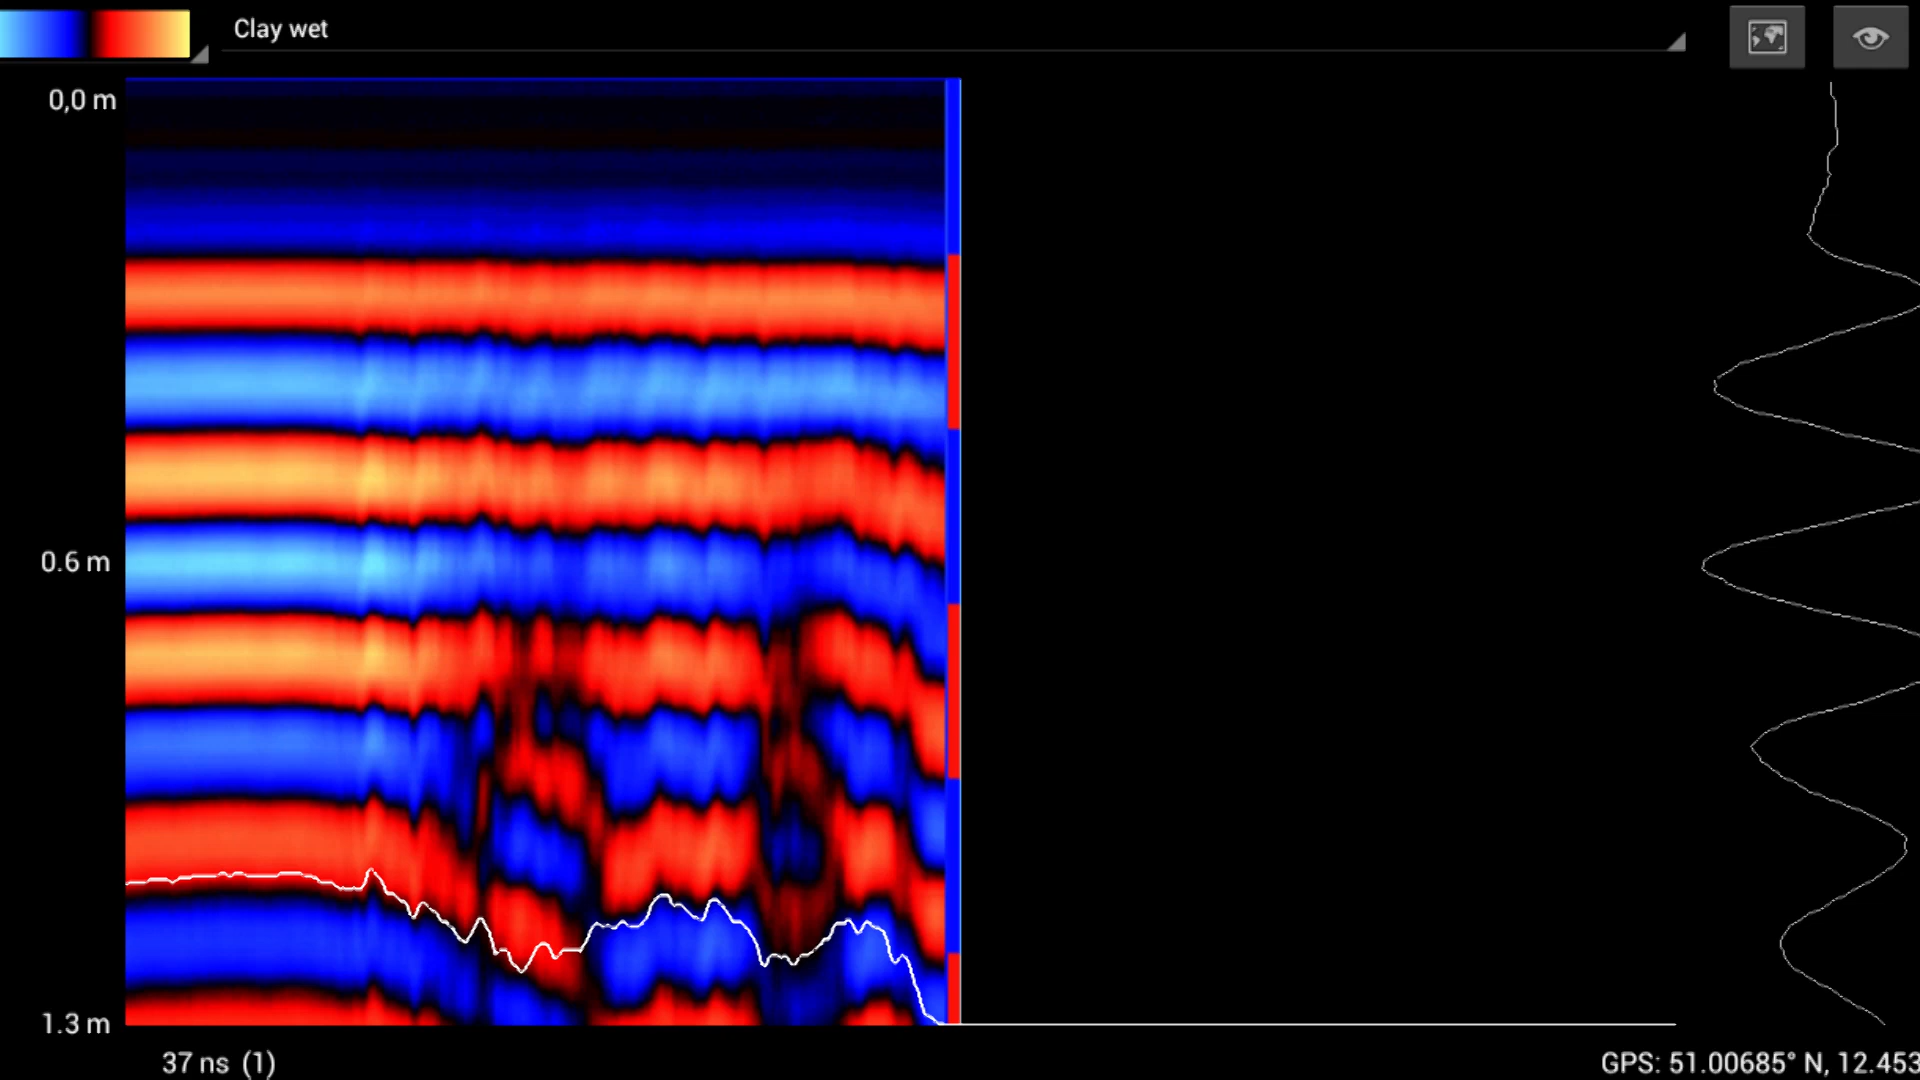 Clay wet
0,0 m
0.6 m
1.3 m
37 ns (1)
GPS: 51.00685° N, 12.453